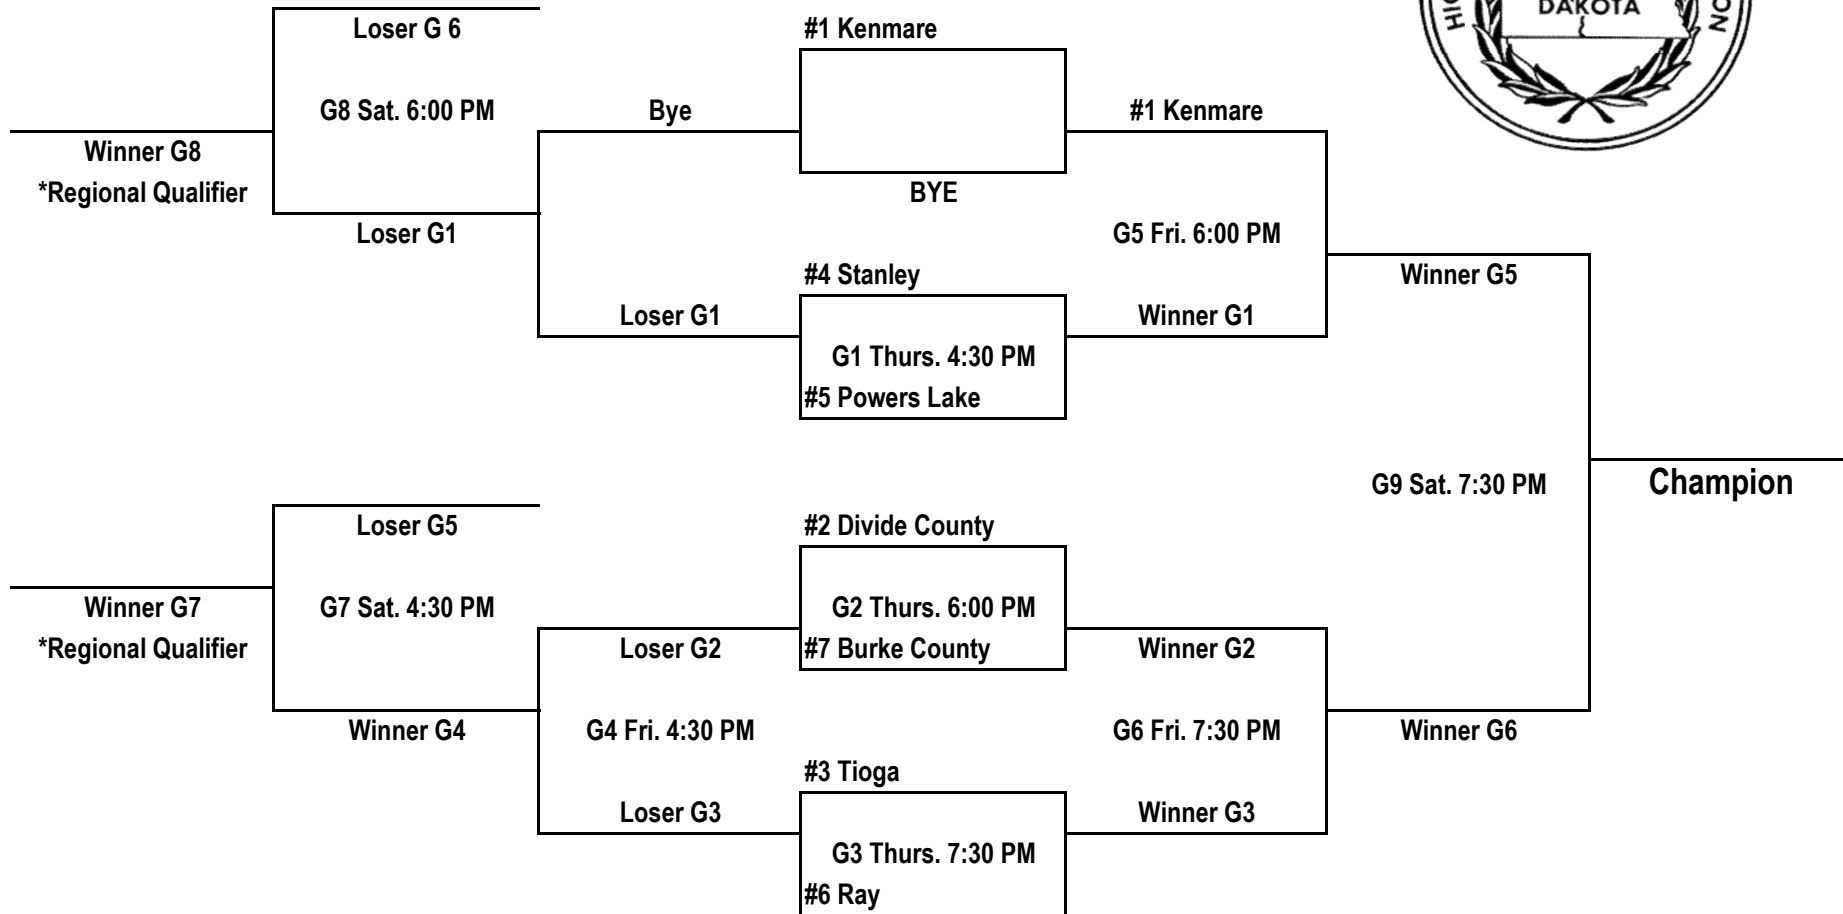 HIG
DAKOTA
ON
Loser G 6
#1 Kenmare
G8 Sat. 6:00 PM
Bye
#1 Kenmare
Winner G8
*Regional Qualifier
BYE
Loser G1
G5 Fri. 6:00 PM
#4 Stanley
Winner G5
Loser G1
Winner G1
G1 Thurs. 4:30 PM
#5 Powers Lake
G9 Sat. 7:30 PM
Champion
Loser G5
#2 Divide County
Winner G7
G7 Sat. 4:30 PM
G2 Thurs. 6:00 PM
*Regional Qualifier
Loser G2
#7 Burke County
Winner G2
Winner G4
G4 Fri. 4:30 PM
G6 Fri. 7:30 PM
Winner G6
#3 Tioga
Loser G3
Winner G3
G3 Thurs. 7:30 PM
#6 Ray